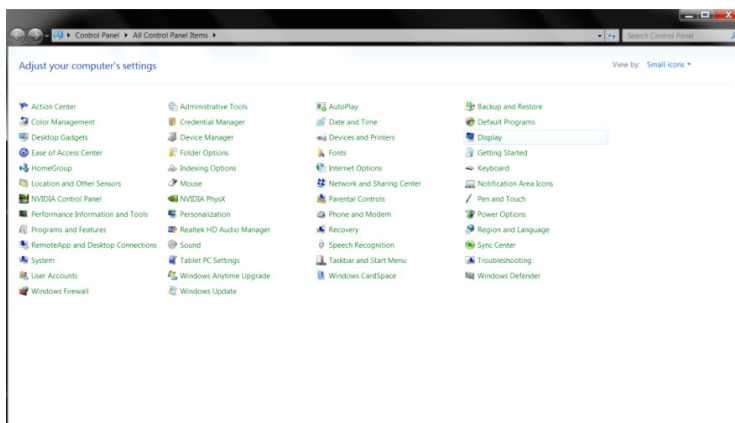 Control Panel ▸ All Control Panel Items ▸ Search Control Panel
Adjust your computer's settings View by: Small icons
Action Center Administrative Tools AutoPlay Backup and Restore
Color Management Credential Manager Date and Time Default Programs
Desktop Gadgets Device Manager Devices and Printers Display
Ease of Access Center Folder Options Fonts Getting Started
HomeGroup Indexing Options Internet Options Keyboard
Location and Other Sensors Mouse Network and Sharing Center Notification Area Icons
NVIDIA Control Panel NVIDIA PhysX Parental Controls Pen and Touch
Performance Information and Tools Personalization Phone and Modem Power Options
Programs and Features Realtek HD Audio Manager Recovery Region and Language
RemoteApp and Desktop Connections Sound Speech Recognition Sync Center
System Tablet PC Settings Taskbar and Start Menu Troubleshooting
User Accounts Windows Anytime Upgrade Windows CardSpace Windows Defender
Windows Firewall Windows Update